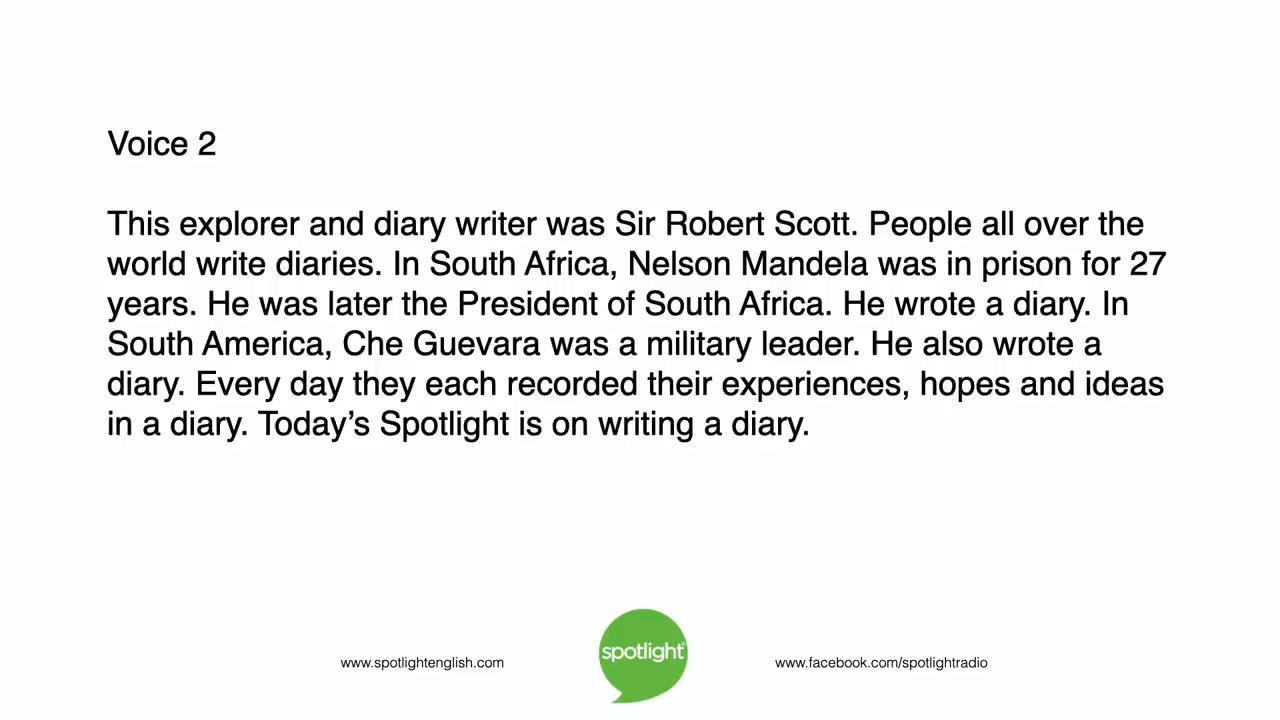 Voice 2
This explorer and diary writer was Sir Robert Scott. People all over the
world write diaries. In South Africa, Nelson Mandela was in prison for 27
years. He was later the President of South Africa. He wrote a diary. In
South America, Che Guevara was a military leader. He also wrote a
diary. Every day they each recorded their experiences, hopes and ideas
in a diary. Today’s Spotlight is on writing a diary.
spotlight®
www.spotlightenglish.com
www.facebook.com/spotlightradio